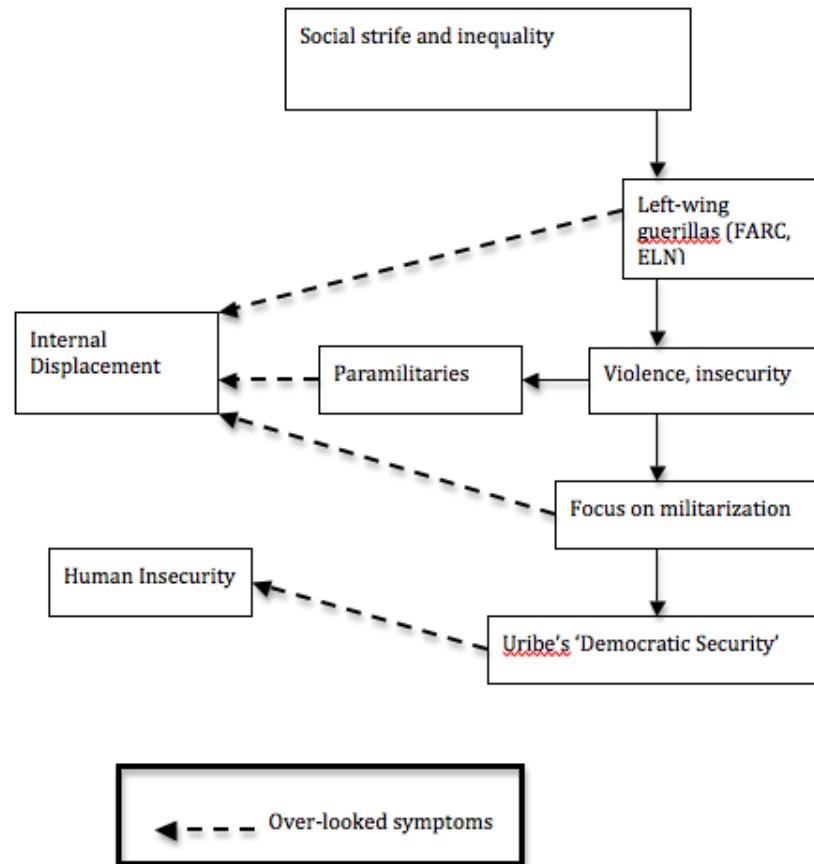 Social strife and inequality
Left-wing
guerillas (FARC,
ELN)
Internal
Displacement
Paramilitaries
Violence, insecurity
Focus on militarization
Human Insecurity
Uribe's 'Democratic Security'
Over-looked symptoms